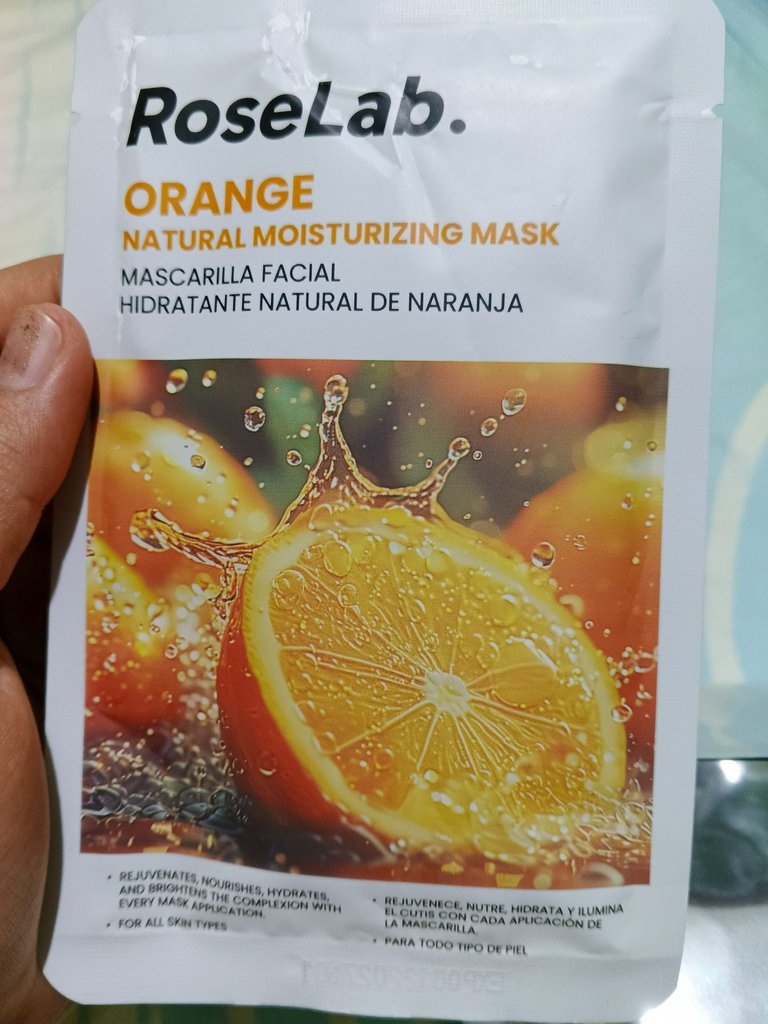 RoseLab.
ORANGE
NATURAL MOISTURIZING MASK
MASCARILLA FACIAL
HIDRATANTE NATURAL DE NARANJA
• REJUVENATES, NOURISHES, HYDRATES,
AND BRIGHTENS THE COMPLEXION WITH
EVERY MASK APPLICATION.
• FOR ALL SKIN TYPES
• REJUVENECE, NUTRE, HIDRATA Y ILUMINA
EL CUTIS CON CADA APLICACIÓN DE
LA MASCARILLA.
• PARA TODO TIPO DE PIEL